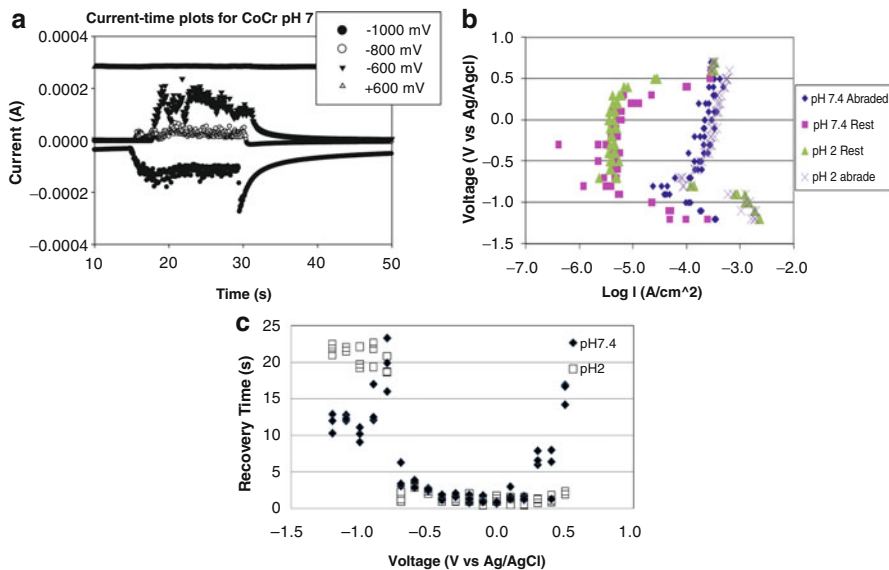 a
Current-time plots for CoCr pH 7
-1000 mV
-800 mV
-600 mV
+600 mV
0.0004
0.0002
0.0000
−0.0002
−0.0004
Currrent (A)
10 20 30 40 50
Time (s)
b
1.0
0.5
0.0
−0.5
−1.0
−1.5
Voltage (V vs Ag/Agcl)
−7.0 −6.0 −5.0 −4.0 −3.0 −2.0
Log I (A/cm^2)
pH 7.4 Abraded
pH 7.4 Rest
pH 2 Rest
pH 2 abrade
c
25
20
15
10
5
0
Recovery Time (s)
pH7.4
pH2
−1.5 −1.0 −0.5 0.0 0.5 1.0
Voltage (V vs Ag/AgCl)